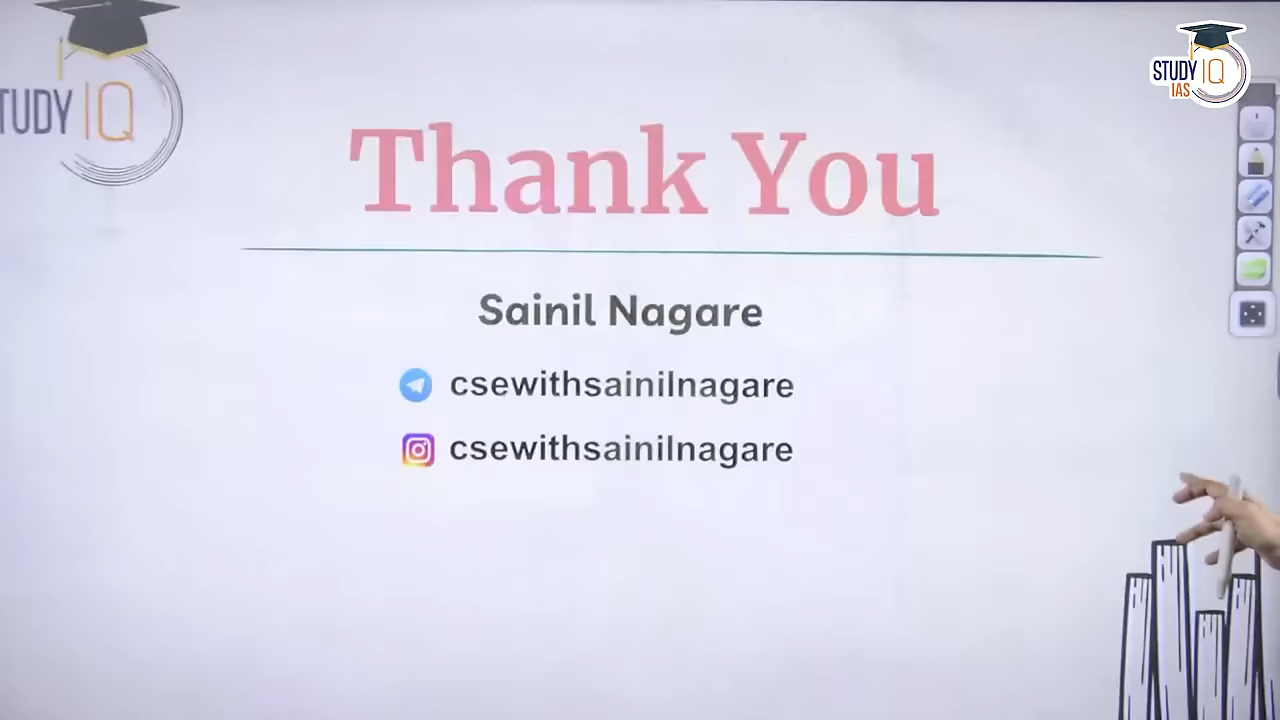 STUDY IQ
IAS
TUDY IQ
Thank You
Sainil Nagare
csewithsainilnagare
csewithsainilnagare